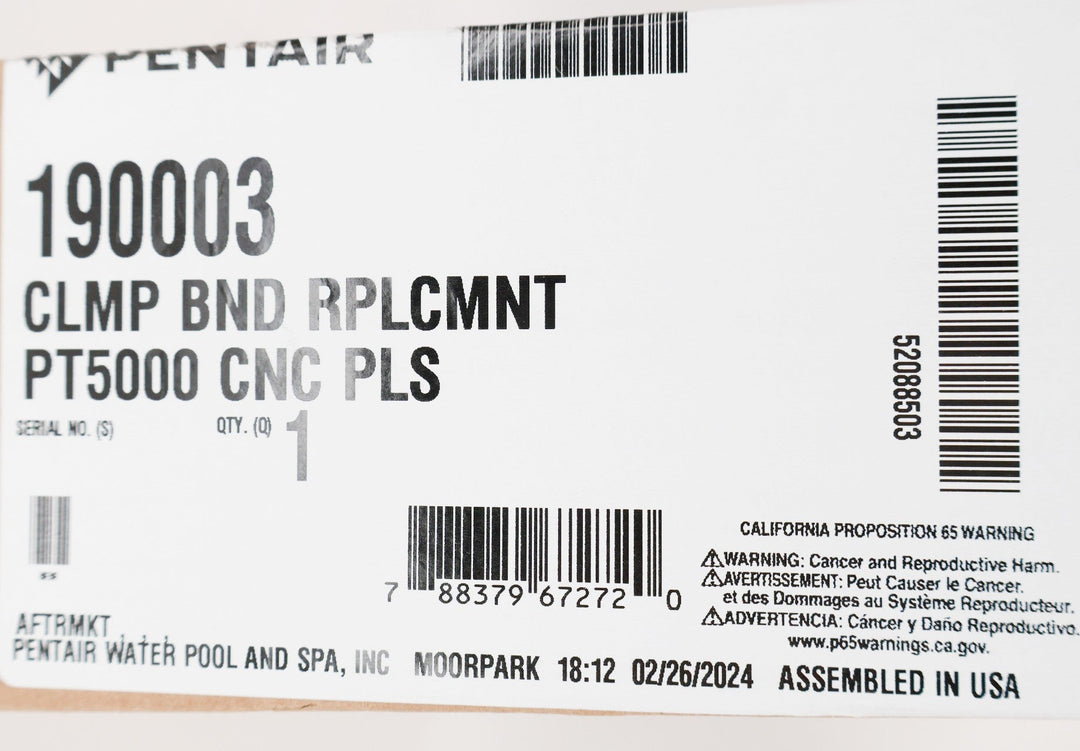 PENTAIR
190003
CLMP BND RPLCMNT
PT5000 CNC PLS
SERIAL NO. (S) QTY. (Q) 1
52088503
7 88379 67272 0
CALIFORNIA PROPOSITION 65 WARNING
⚠WARNING: Cancer and Reproductive Harm.
⚠AVERTISSEMENT: Peut Causer le Cancer.
et des Dommages au Système Reproducteur.
⚠ADVERTENCIA: Cáncer y Daño Reproductivo.
www.p65warnings.ca.gov.
AFTRMKT
PENTAIR WATER POOL AND SPA, INC MOORPARK 18:12 02/26/2024 ASSEMBLED IN USA